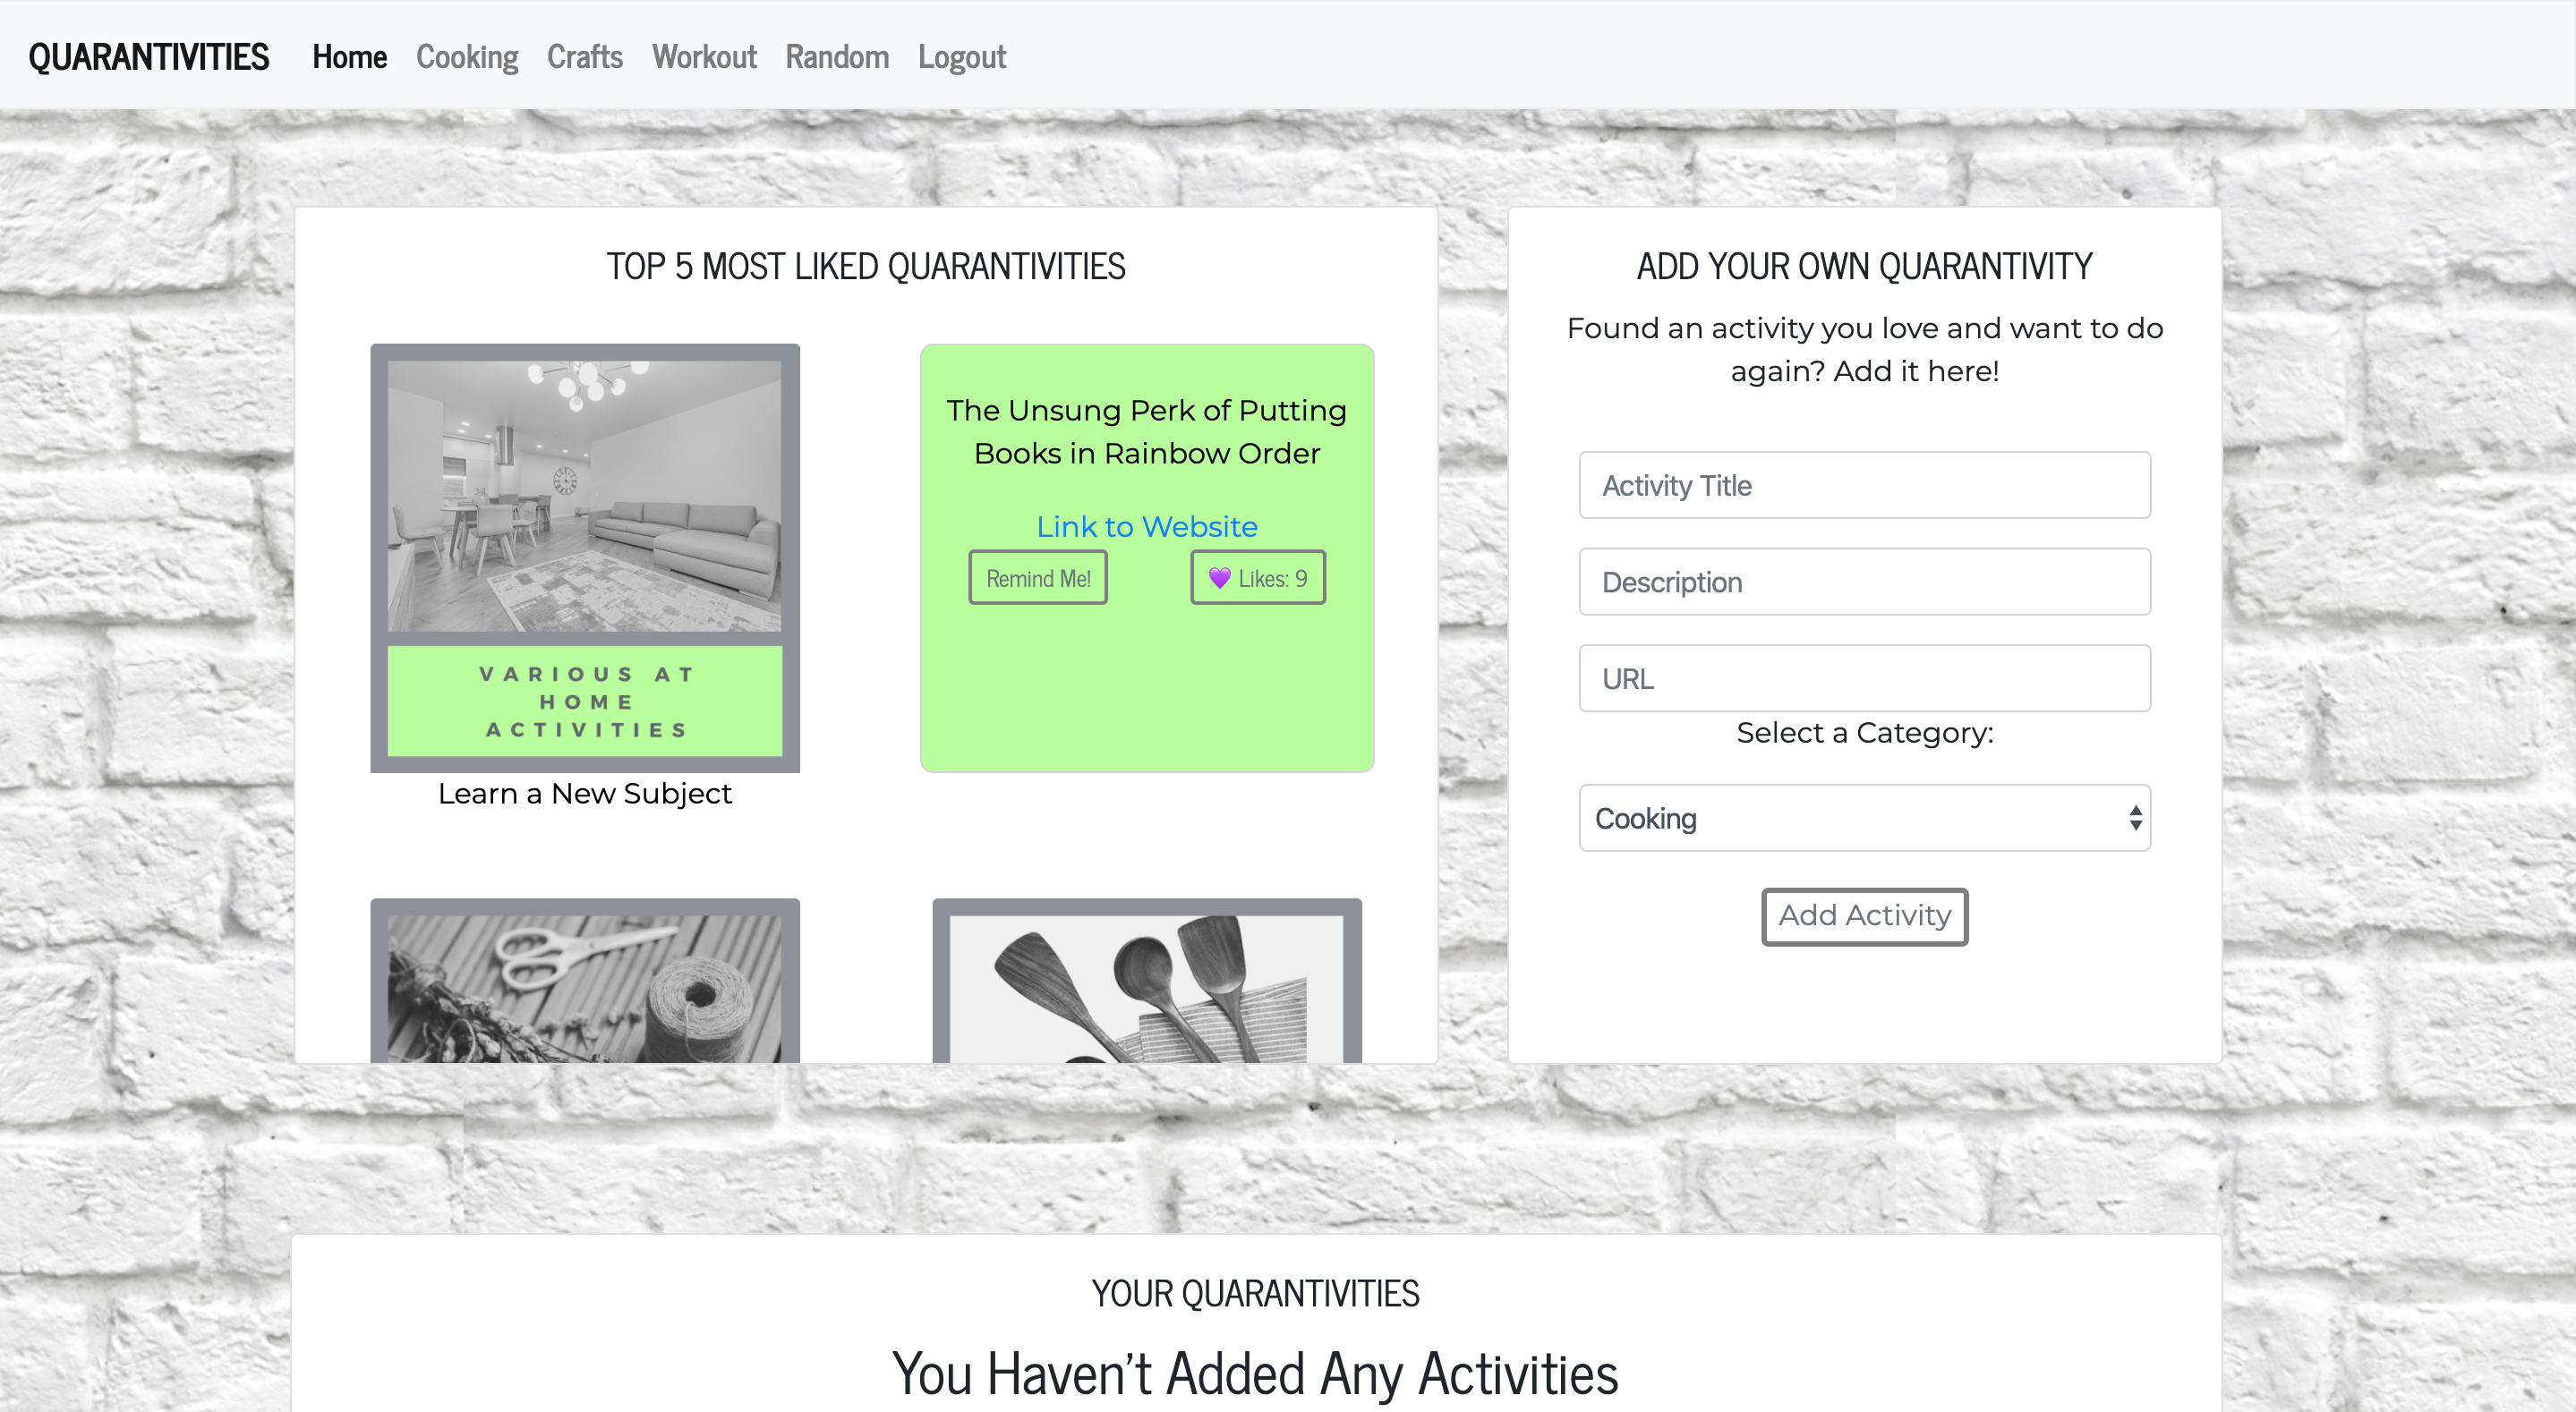 QUARANTIVITIES Home Cooking Crafts Workout Random Logout
TOP 5 MOST LIKED QUARANTIVITIES
VARIOUS AT
HOME
ACTIVITIES
Learn a New Subject
The Unsung Perk of Putting
Books in Rainbow Order
Link to Website
Remind Me! 💜 Likes: 9
ADD YOUR OWN QUARANTIVITY
Found an activity you love and want to do
again? Add it here!
Activity Title
Description
URL
Select a Category:
Cooking
Add Activity
YOUR QUARANTIVITIES
You Haven't Added Any Activities